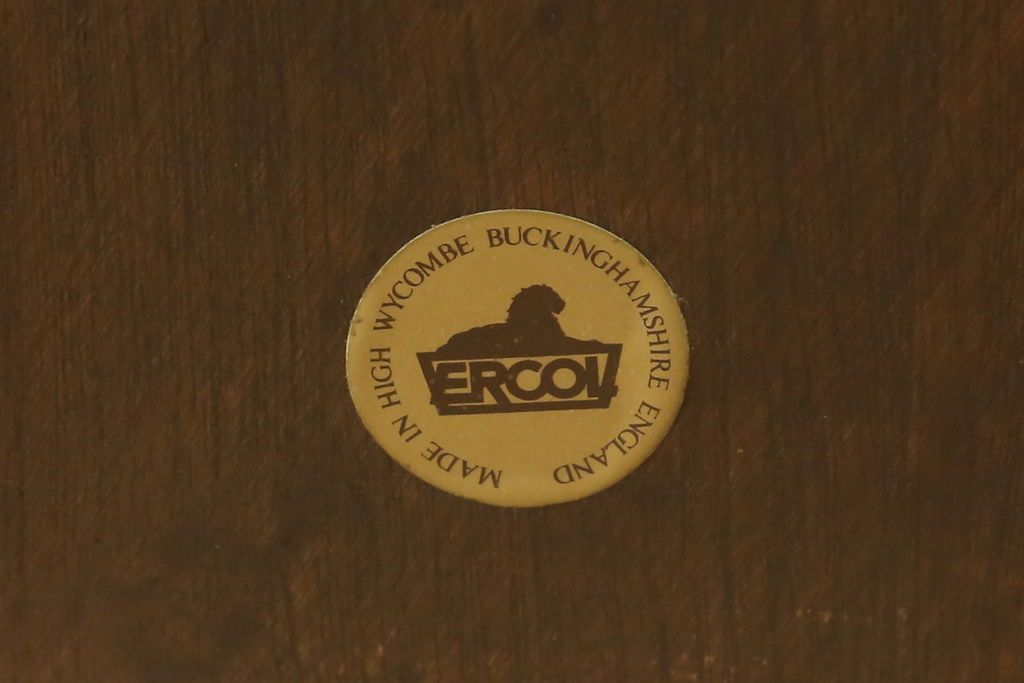 MADE IN HIGH WYCOMBE BUCKINGHAMSHIRE ENGLAND
ERCOL